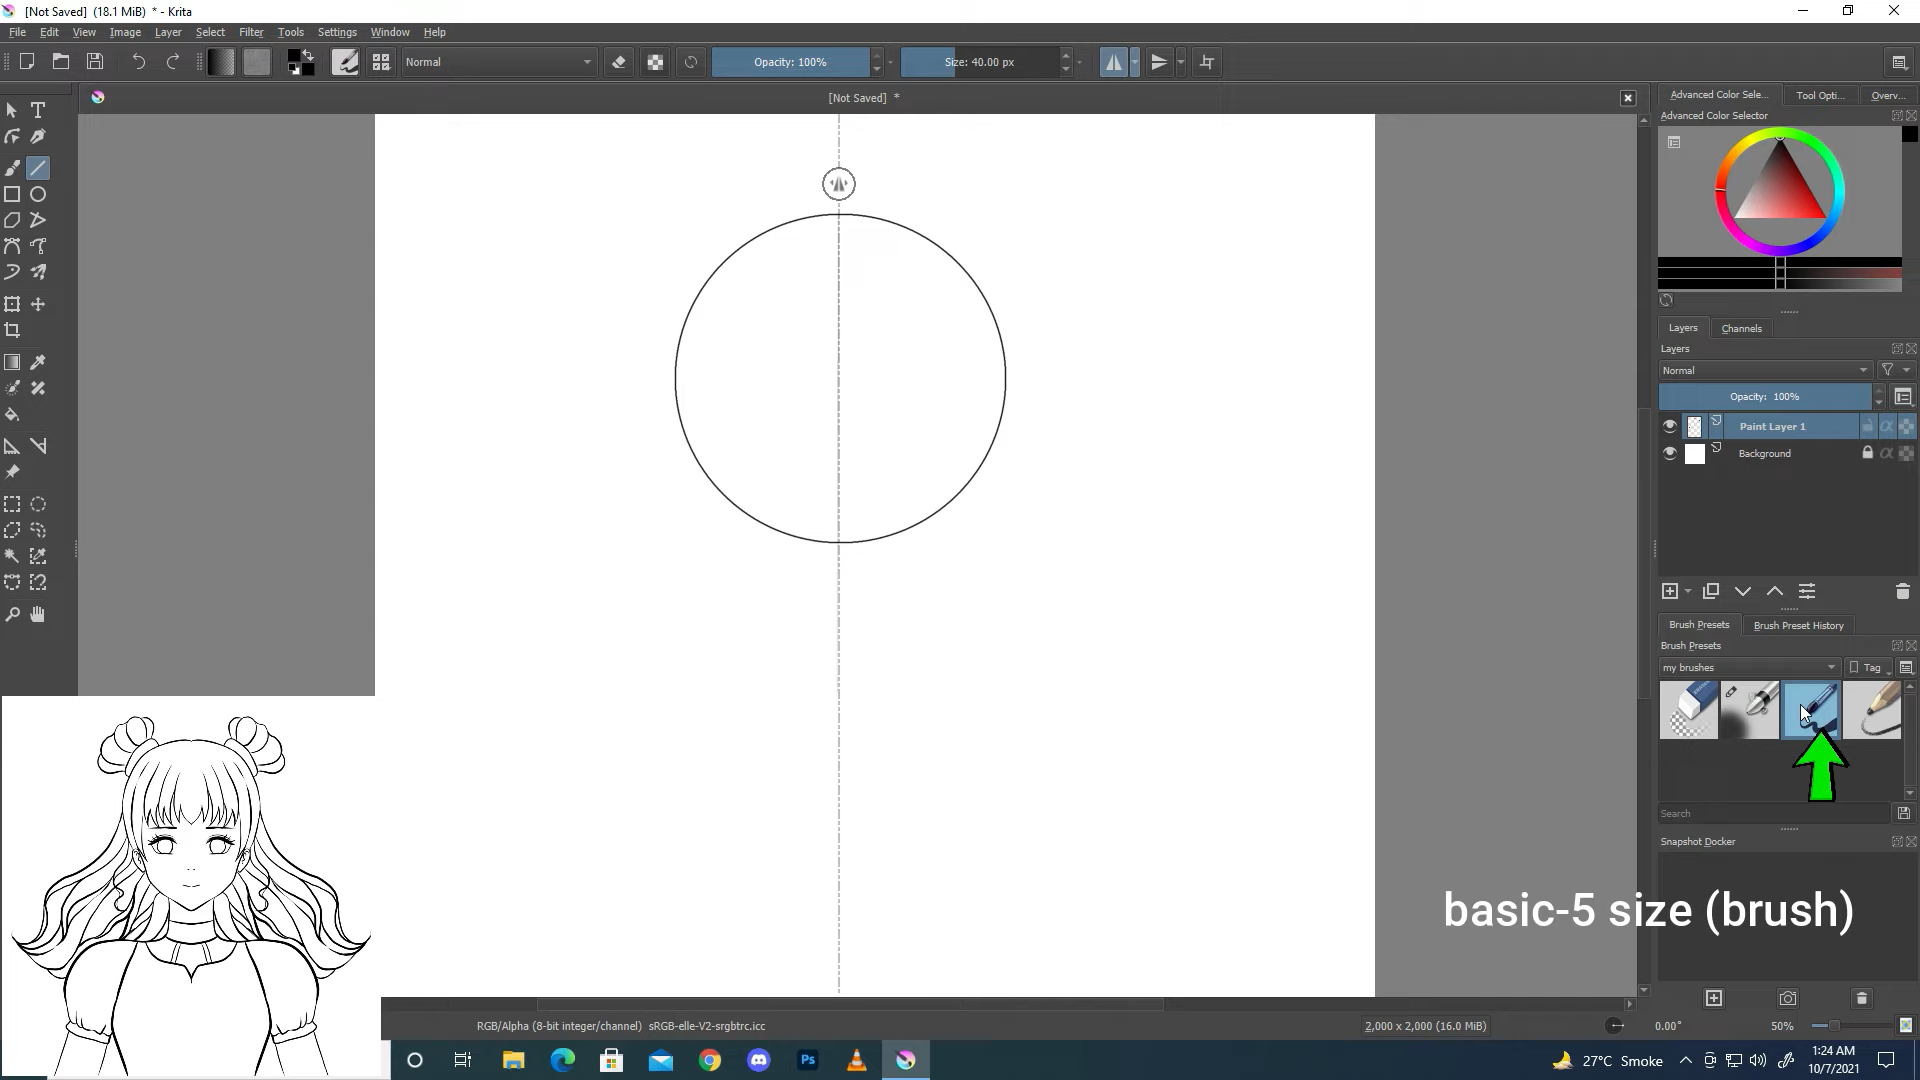 [Not Saved] (18.1 MiB) * - Krita
File Edit View Image Layer Select Filter Tools Settings Window Help
Normal Opacity: 100% Size: 40.00 px
[Not Saved] *
Advanced Color Sele... Tool Opti... Overv...
Advanced Color Selector
Layers Channels
Layers
Normal
Opacity: 100%
Paint Layer 1
Background
Brush Presets Brush Preset History
Brush Presets
my brushes Tag
Search
Snapshot Docker
basic-5 size (brush)
RGB/Alpha (8-bit integer/channel) sRGB-elle-V2-srgbtrc.icc 2,000 x 2,000 (16.0 MiB) 0.00° 50%
Ps 27°C Smoke 1:24 AM
10/7/2021